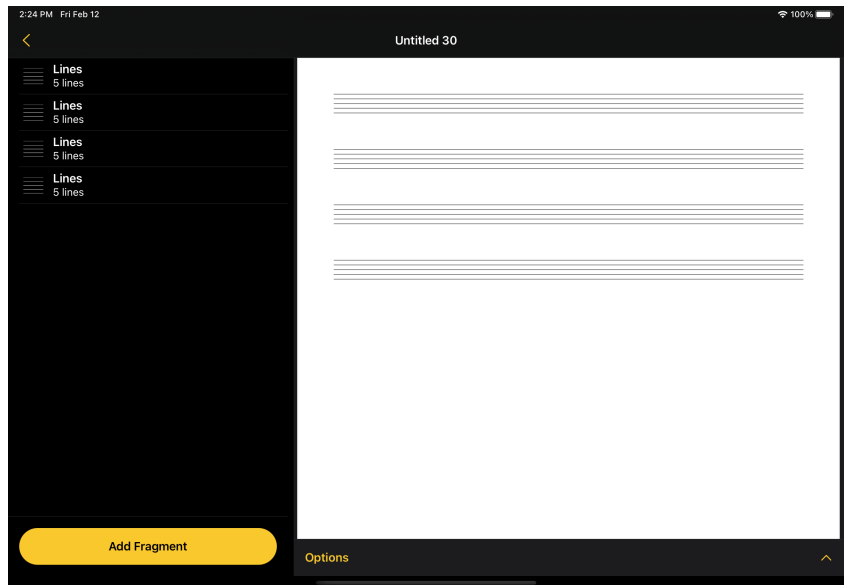 2:24 PM Fri Feb 12
100%
Untitled 30
Lines
5 lines
Lines
5 lines
Lines
5 lines
Lines
5 lines
Add Fragment
Options